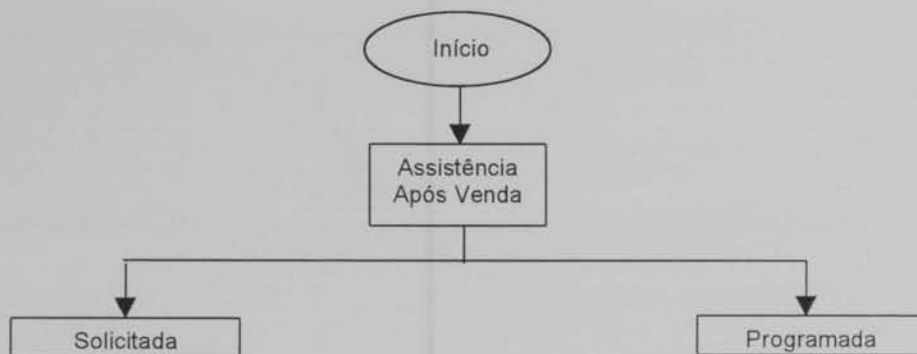 Início
Assistência
Após Venda
Solicitada
Programada